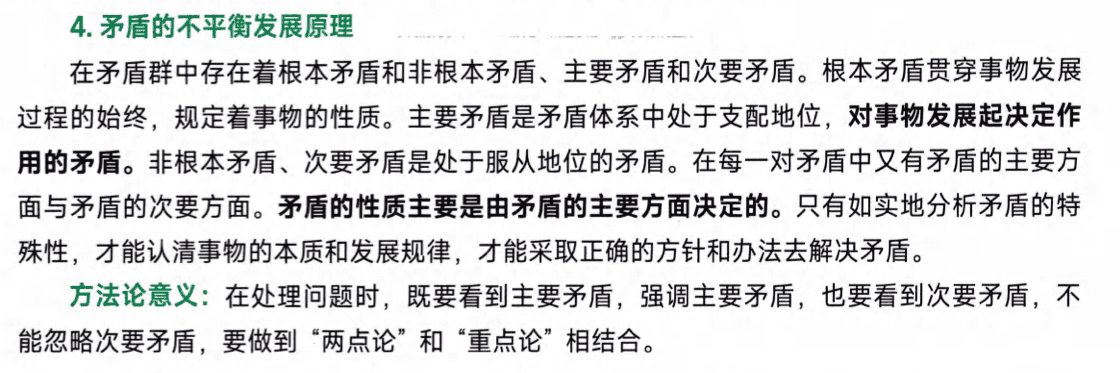 4. 矛盾的不平衡发展原理
在矛盾群中存在着根本矛盾和非根本矛盾、主要矛盾和次要矛盾。根本矛盾贯穿事物发展
过程的始终，规定着事物的性质。主要矛盾是矛盾体系中处于支配地位，对事物发展起决定作
用的矛盾。非根本矛盾、次要矛盾是处于服从地位的矛盾。在每一对矛盾中又有矛盾的主要方
面与矛盾的次要方面。矛盾的性质主要是由矛盾的主要方面决定的。只有如实地分析矛盾的特
殊性，才能认清事物的本质和发展规律，才能采取正确的方针和办法去解决矛盾。
方法论意义：在处理问题时，既要看到主要矛盾，强调主要矛盾，也要看到次要矛盾，不
能忽略次要矛盾，要做到“两点论”和“重点论”相结合。